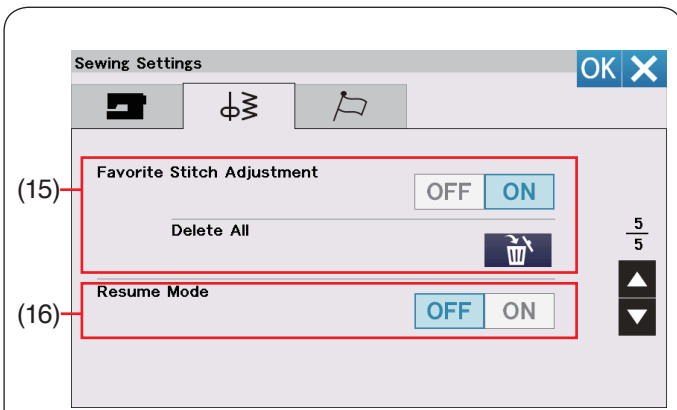 Sewing Settings
OK
(15)
Favorite Stitch Adjustment
OFF ON
Delete All
5
5
(16)
Resume Mode
OFF ON